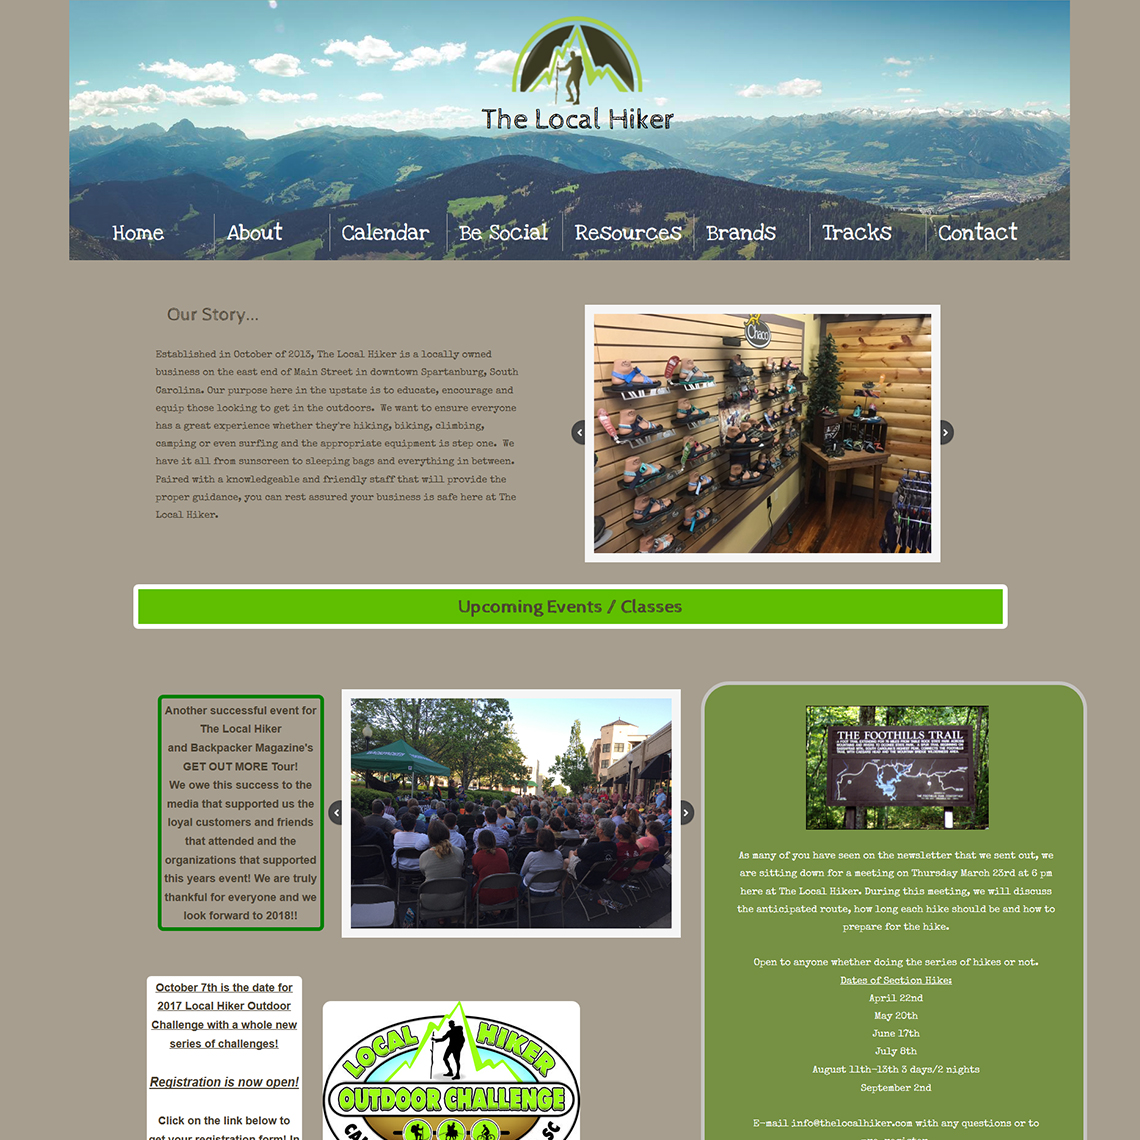 The Local Hiker
Home
About
Calendar
Be Social
Resources
Brands
Tracks
Contact
Our Story...
Established in October of 2013, The Local Hiker is a locally owned
business on the east end of Main Street in downtown Spartanburg, South
Carolina. Our purpose here in the upstate is to educate, encourage and
equip those looking to get in the outdoors.  We want to ensure everyone
has a great experience whether they're hiking, biking, climbing,
camping or even surfing and the appropriate equipment is step one.  We
have it all from sunscreen to sleeping bags and everything in between.
Paired with a knowledgeable and friendly staff that will provide the
proper guidance, you can rest assured your business is safe here at The
Local Hiker.
Chaco
Upcoming Events / Classes
Another successful event for
The Local Hiker
and Backpacker Magazine's
GET OUT MORE Tour!
We owe this success to the
media that supported us the
loyal customers and friends
that attended and the
organizations that supported
this years event! We are truly
thankful for everyone and we
look forward to 2018!!
THE FOOTHILLS TRAIL
As many of you have seen on the newsletter that we sent out, we
are sitting down for a meeting on Thursday March 23rd at 6 pm
here at The Local Hiker. During this meeting, we will discuss
the anticipated route, how long each hike should be and how to
prepare for the hike.
Open to anyone whether doing the series of hikes or not.
Dates of Section Hike:
April 22nd
May 20th
June 17th
July 8th
August 11th-13th 3 days/2 nights
September 2nd
E-mail info@thelocalhiker.com with any questions or to
October 7th is the date for
2017 Local Hiker Outdoor
Challenge with a whole new
series of challenges!
Registration is now open!
Click on the link below to
get your registration form! In
LOCAL HIKER
OUTDOOR CHALLENGE
SC